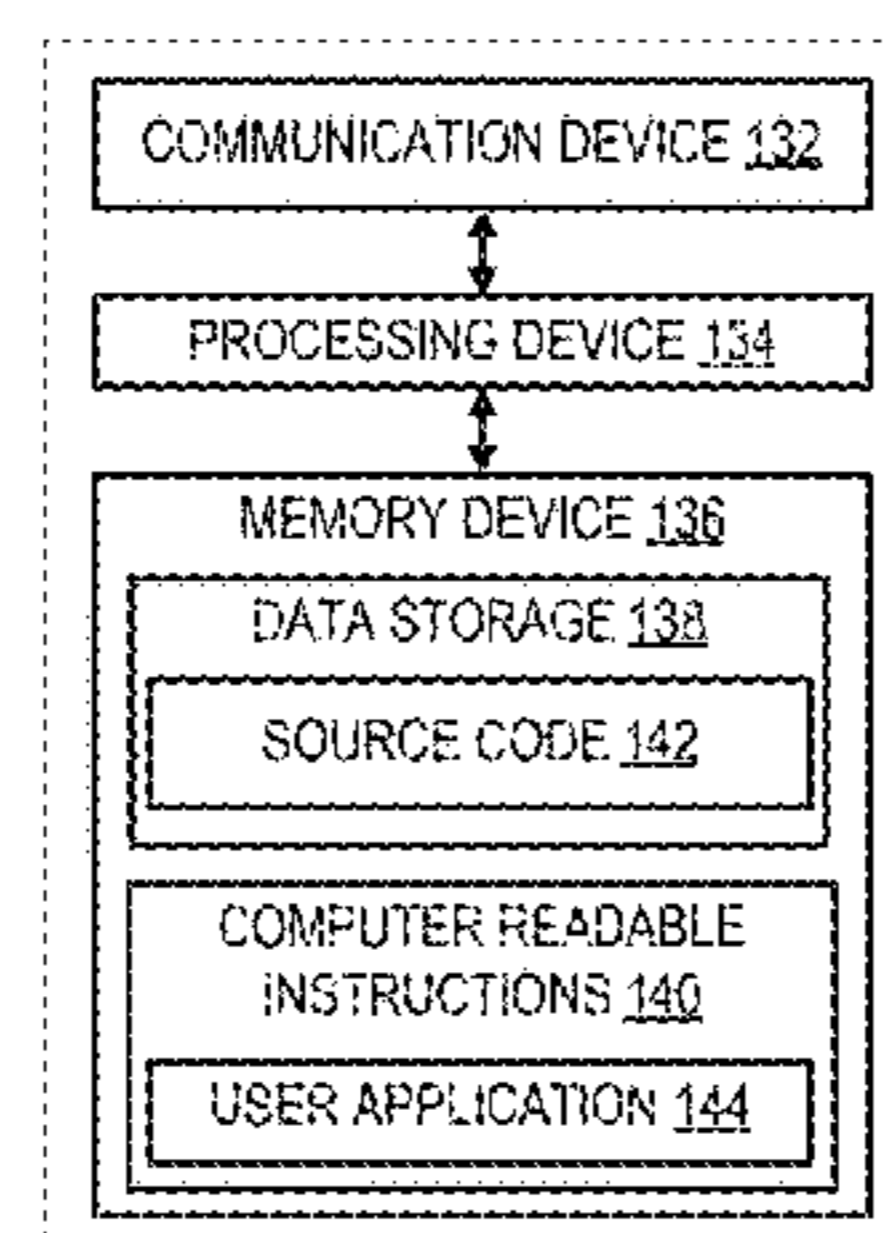 COMMUNICATION DEVICE 132
PROCESSING DEVICE 134
MEMORY DEVICE 136
DATA STORAGE 138
SOURCE CODE 142
COMPUTER READABLE
INSTRUCTIONS 140
USER APPLICATION 144